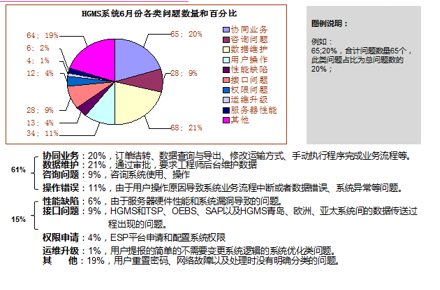 HGMS系统6月份各类问题数量和百分比
65; 20%
28; 9%
68; 21%
34; 11%
13; 4%
28; 9%
12; 4%
4; 1%
6; 2%
64; 19%
协同业务
咨询问题
数据维护
用户操作
性能缺陷
接口问题
权限问题
运维升级
服务器性能
其他
图例说明：
例如：
65,20%，合计问题数量65个，
此类问题占比为总问题数的
20%；
61%
协同业务：20%，订单结转、数据查询与导出、修改运输方式、手动执行程序完成业务流程等。
数据维护：21%，通过审批，要求工程师后台维护数据
咨询问题：9%，咨询系统使用、操作
操作错误：11%，由于用户操作原因导致系统业务流程中断或者数据错误、系统异常等问题。
15%
性能缺陷：6%，由于服务器硬件性能和系统漏洞导致的问题。
接口问题：9%，HGMS和TSP、OEBS、SAP以及HGMS青岛、欧洲、亚太系统间的数据传送过
程出现的问题。
权限申请：4%，ESP平台申请和配置系统权限
运维升级：1%，用户提报的简单的不需要变更系统逻辑的系统优化类问题。
其 他：19%，用户重置密码、网络故障以及处理时没有明确分类的问题。